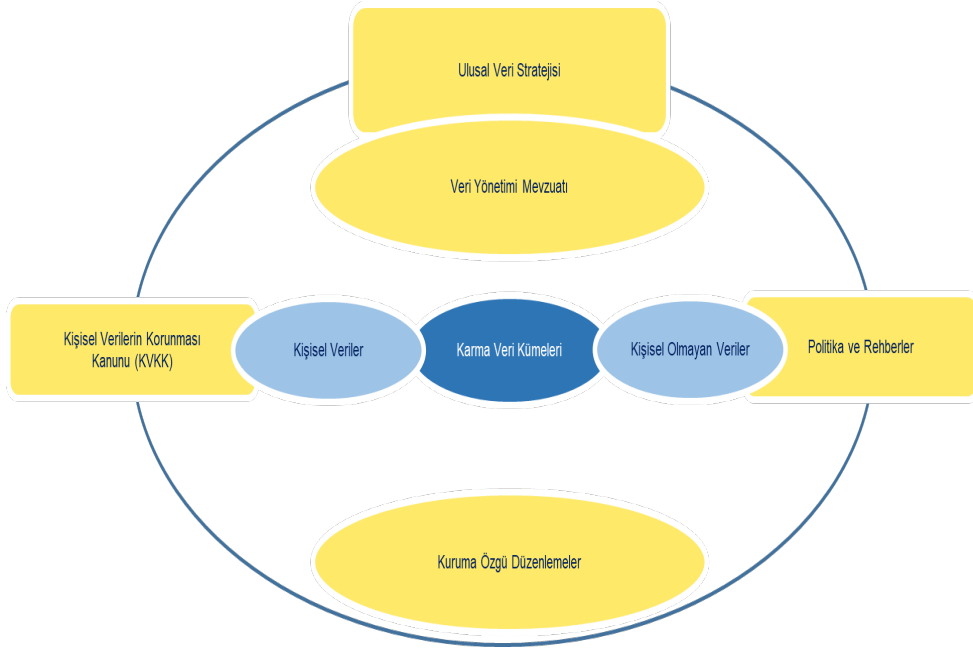 Ulusal Veri Stratejisi
Veri Yönetimi Mevzuatı
Kişisel Verilerin Korunması
Kanunu (KVKK)
Kişisel Veriler
Karma Veri Kümeleri
Kişisel Olmayan Veriler
Politika ve Rehberler
Kuruma Özgü Düzenlemeler